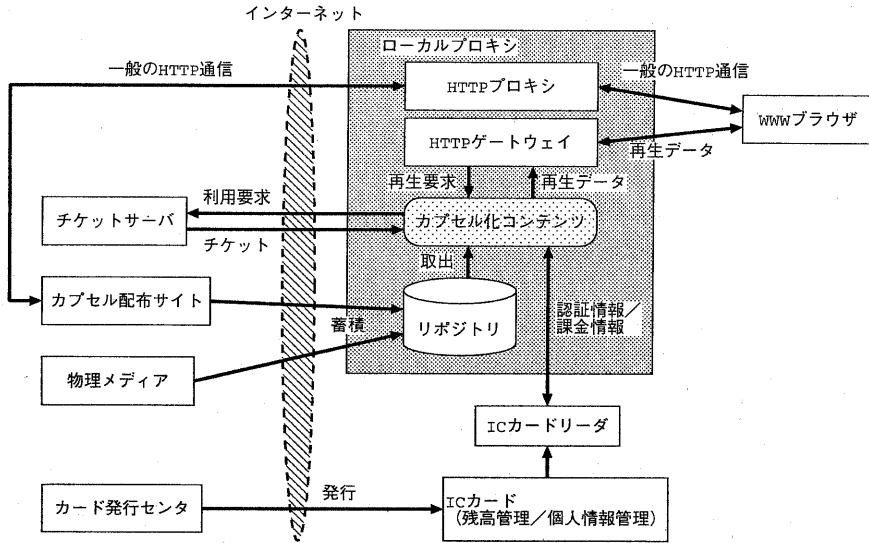 インターネット
ローカルプロキシ
一般のHTTP通信
HTTPプロキシ
一般のHTTP通信
WWWブラウザ
HTTPゲートウェイ
再生データ
再生要求
再生データ
利用要求
チケットサーバ
カプセル化コンテンツ
チケット
取出
カプセル配布サイト
認証情報/
課金情報
蓄積
リポジトリ
物理メディア
ICカードリーダ
カード発行センタ
発行
ICカード
(残高管理/個人情報管理)